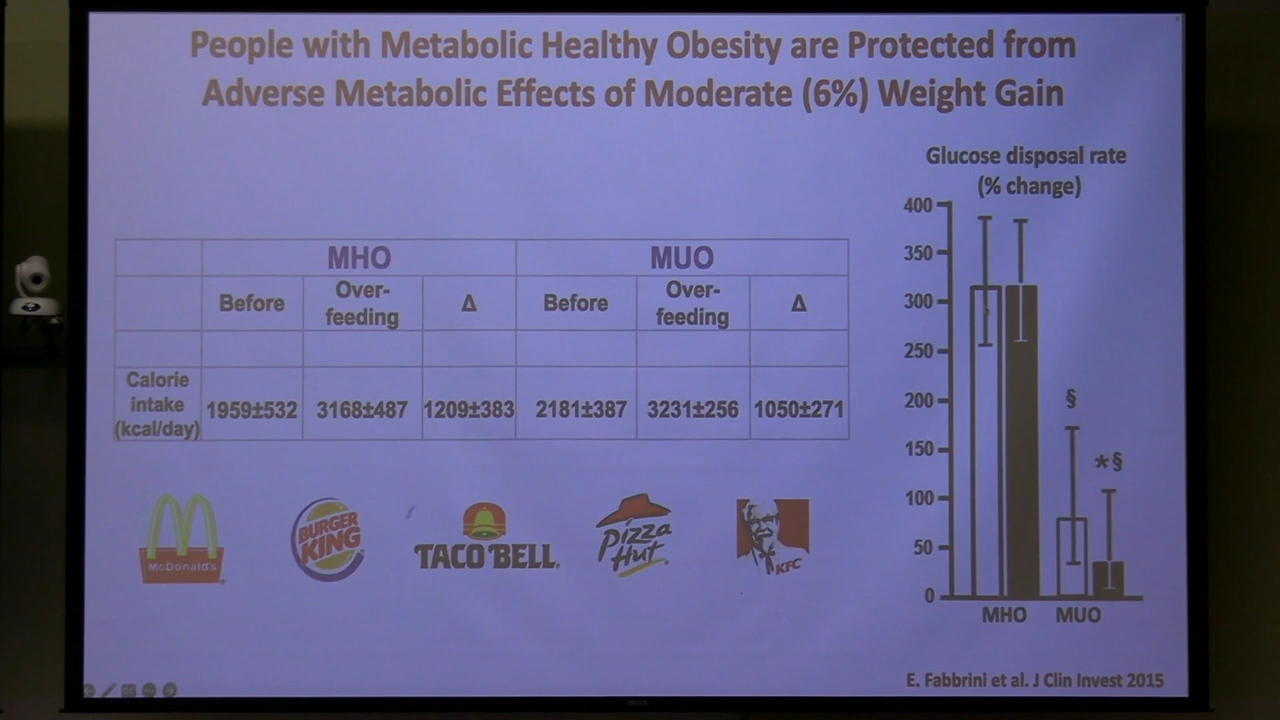 People with Metabolic Healthy Obesity are Protected from
Adverse Metabolic Effects of Moderate (6%) Weight Gain
MHO MUO
Before Over-feeding Δ Before Over-feeding Δ
Calorie intake (kcal/day) 1959±532 3168±487 1209±383 2181±387 3231±256 1050±271
McDonald's
BURGER KING
TACO BELL.
Pizza Hut
KFC
Glucose disposal rate
(% change)
400
350
300
250
200
150
100
50
0
§
*§
MHO MUO
E. Fabbrini et al. J Clin Invest 2015